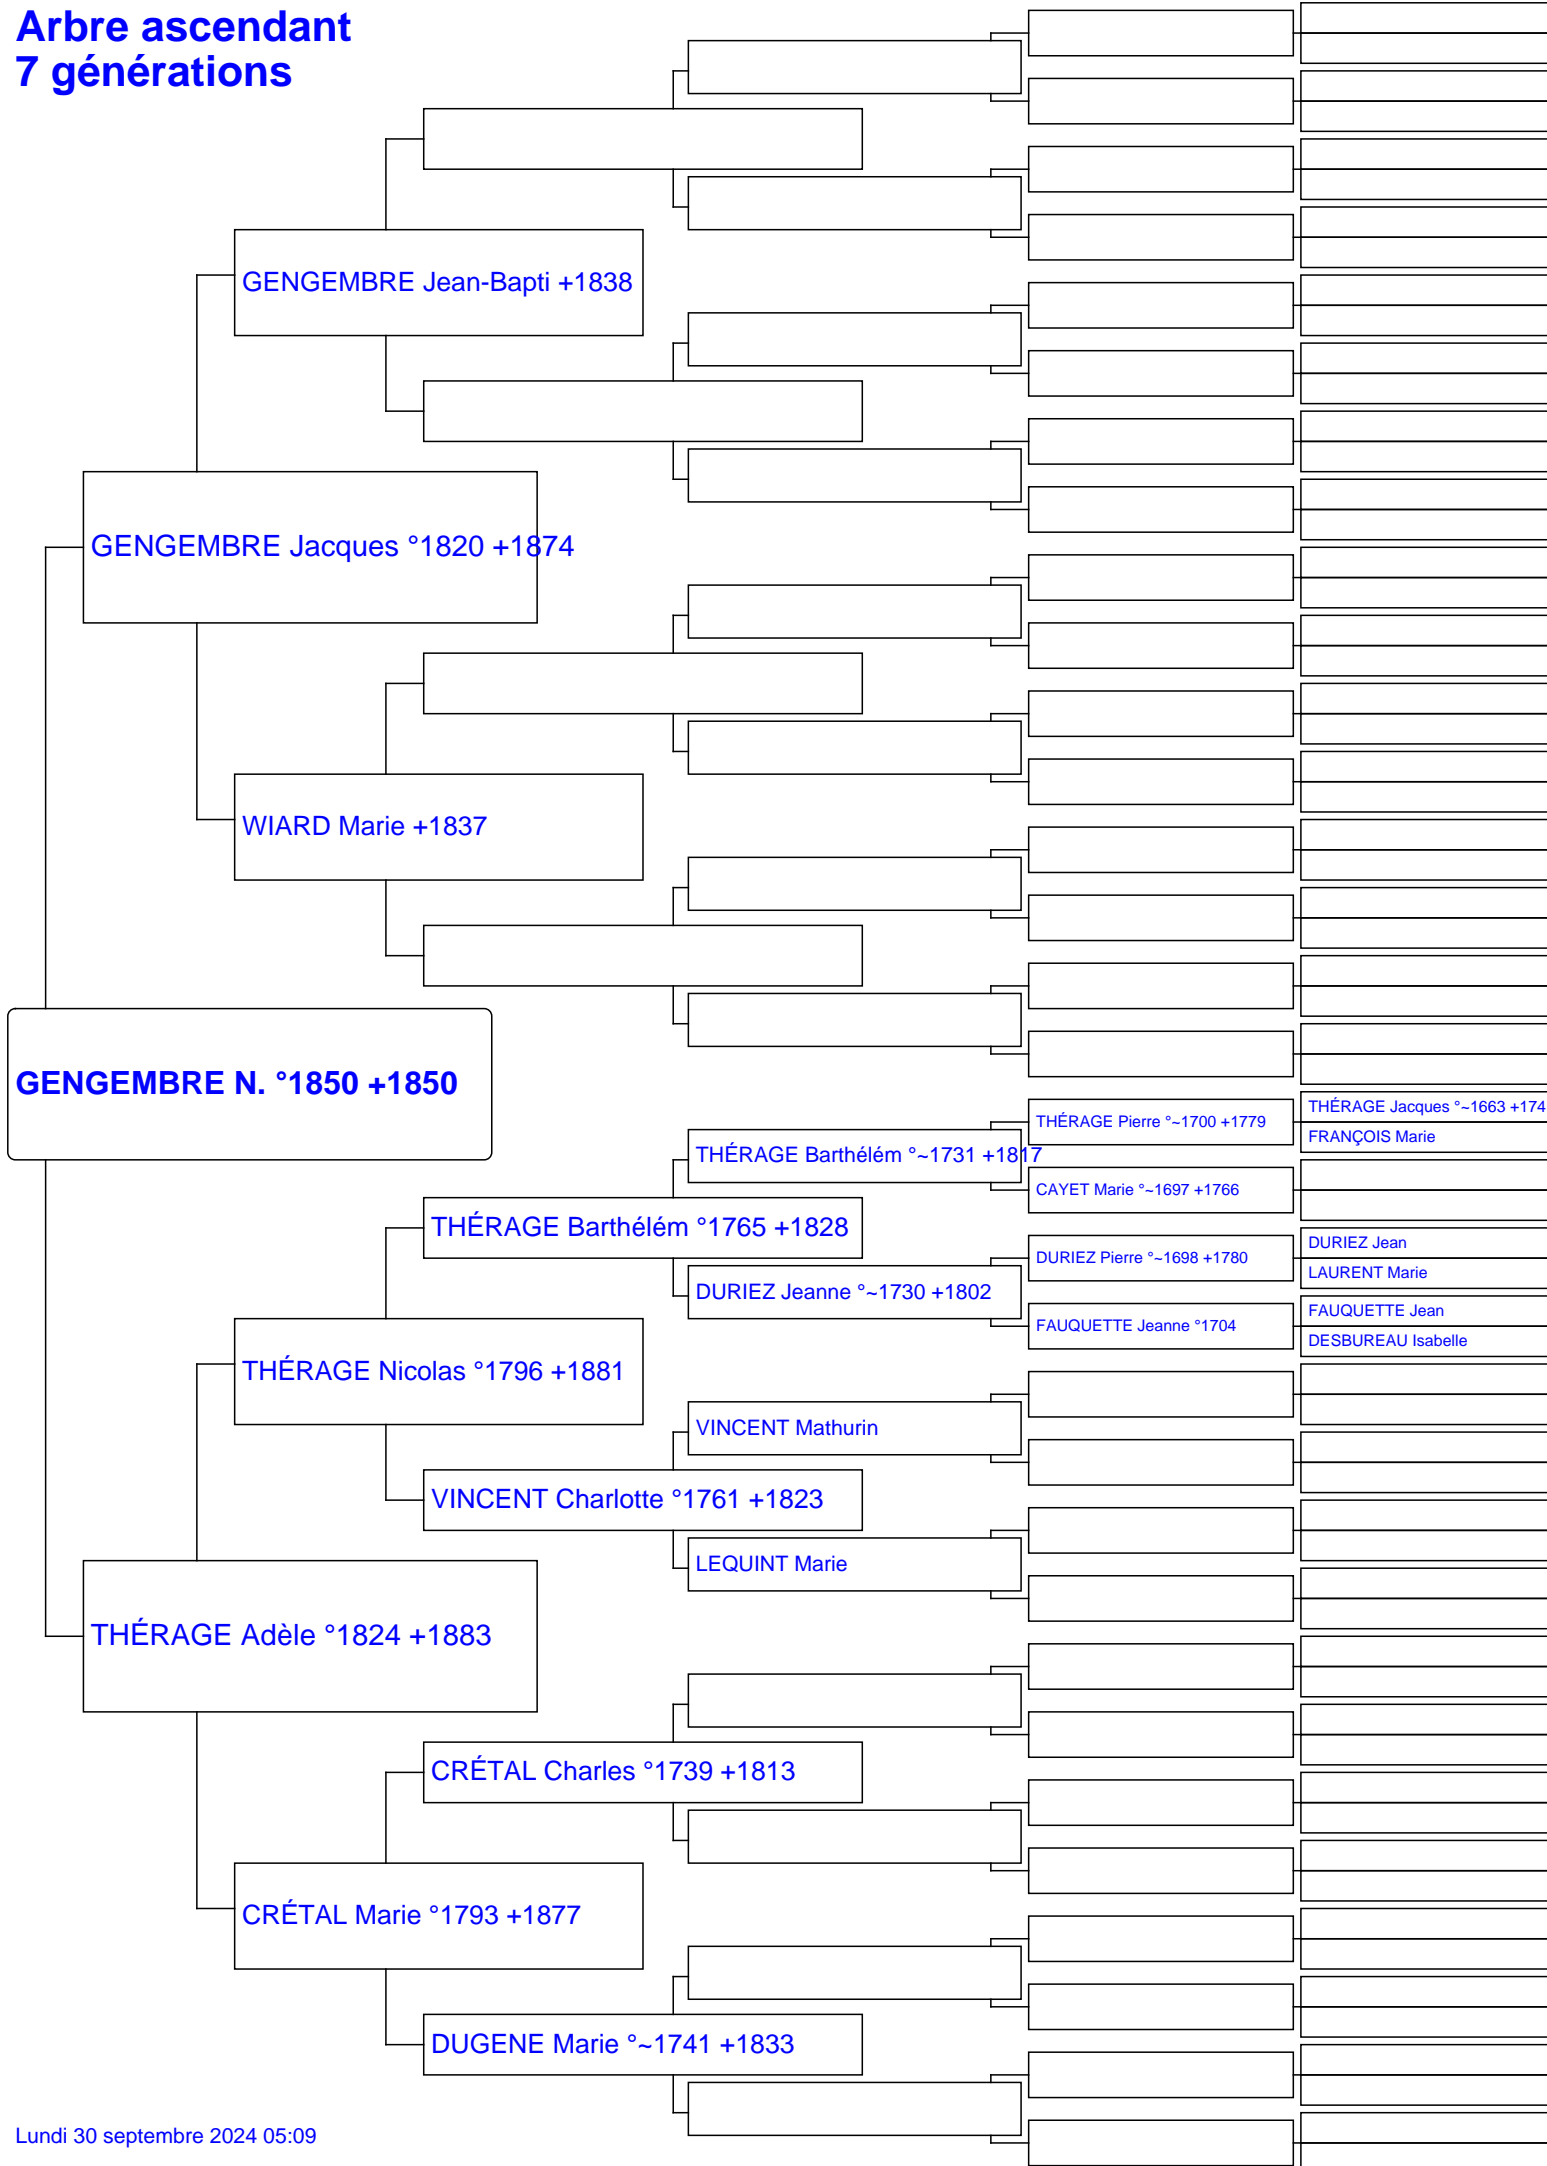 Arbre ascendant
7 générations
GENGEMBRE Jean-Bapti +1838
GENGEMBRE Jacques °1820 +1874
WIARD Marie +1837
GENGEMBRE N. °1850 +1850
THÉRAGE Jacques °~1663 +174
THÉRAGE Pierre °~1700 +1779
FRANÇOIS Marie
THÉRAGE Barthélém °~1731 +1817
CAYET Marie °~1697 +1766
THÉRAGE Barthélém °1765 +1828
DURIEZ Jean
DURIEZ Pierre °~1698 +1780
LAURENT Marie
DURIEZ Jeanne °~1730 +1802
FAUQUETTE Jean
FAUQUETTE Jeanne °1704
DESBUREAU Isabelle
THÉRAGE Nicolas °1796 +1881
VINCENT Mathurin
VINCENT Charlotte °1761 +1823
LEQUINT Marie
THÉRAGE Adèle °1824 +1883
CRÉTAL Charles °1739 +1813
CRÉTAL Marie °1793 +1877
DUGENE Marie °~1741 +1833
Lundi 30 septembre 2024 05:09